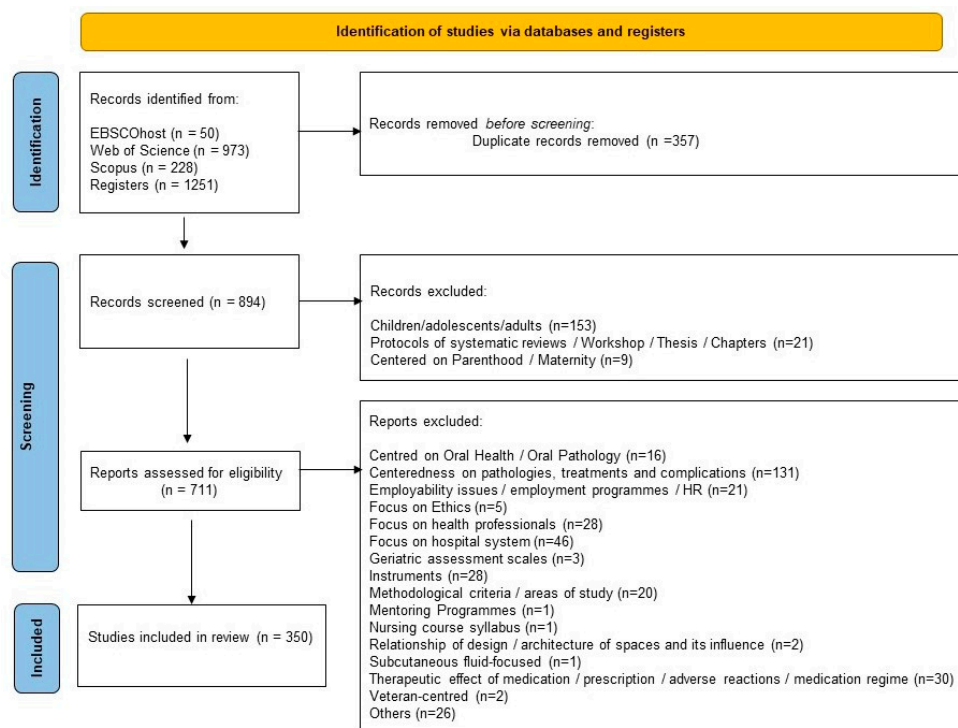 Identification of studies via databases and registers
Identification
Records identified from:
EBSCOhost (n = 50)
Web of Science (n = 973)
Scopus (n = 228)
Registers (n = 1251)
Records removed before screening:
Duplicate records removed (n =357)
Screening
Records screened (n = 894)
Records excluded:
Children/adolescents/adults (n=153)
Protocols of systematic reviews / Workshop / Thesis / Chapters (n=21)
Centered on Parenthood / Maternity (n=9)
Reports assessed for eligibility
(n = 711)
Reports excluded:
Centred on Oral Health / Oral Pathology (n=16)
Centeredness on pathologies, treatments and complications (n=131)
Employability issues / employment programmes / HR (n=21)
Focus on Ethics (n=5)
Focus on health professionals (n=28)
Focus on hospital system (n=46)
Geriatric assessment scales (n=3)
Instruments (n=28)
Methodological criteria / areas of study (n=20)
Mentoring Programmes (n=1)
Nursing course syllabus (n=1)
Relationship of design / architecture of spaces and its influence (n=2)
Subcutaneous fluid-focused (n=1)
Therapeutic effect of medication / prescription / adverse reactions / medication regime (n=30)
Veteran-centred (n=2)
Others (n=26)
Included
Studies included in review (n = 350)